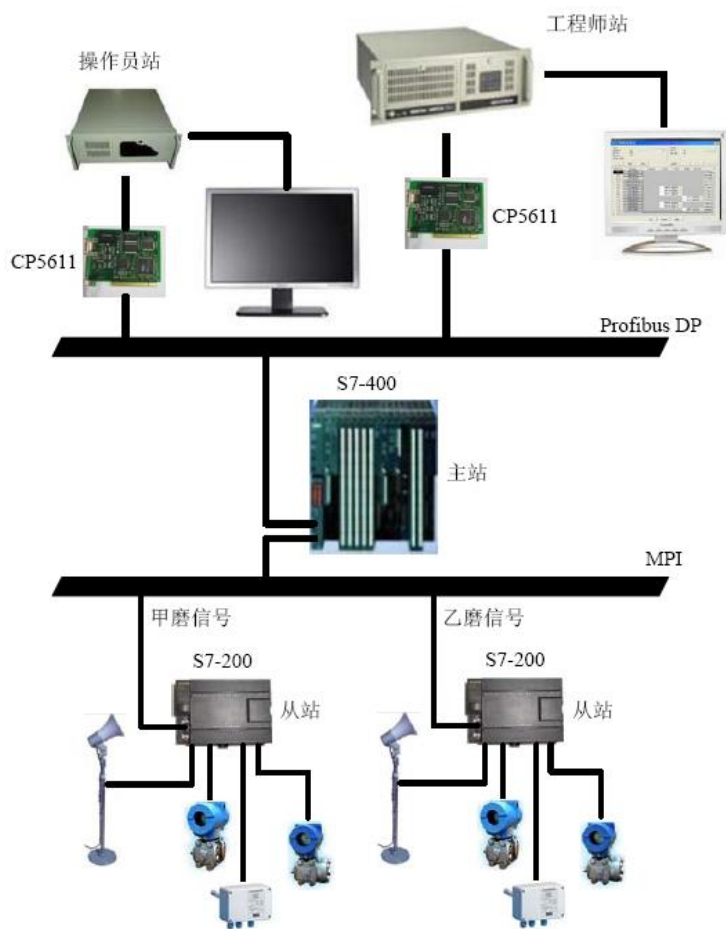 工程师站
操作员站
CP5611
CP5611
Profibus DP
S7-400
主站
MPI
甲磨信号
乙磨信号
S7-200
S7-200
从站
从站